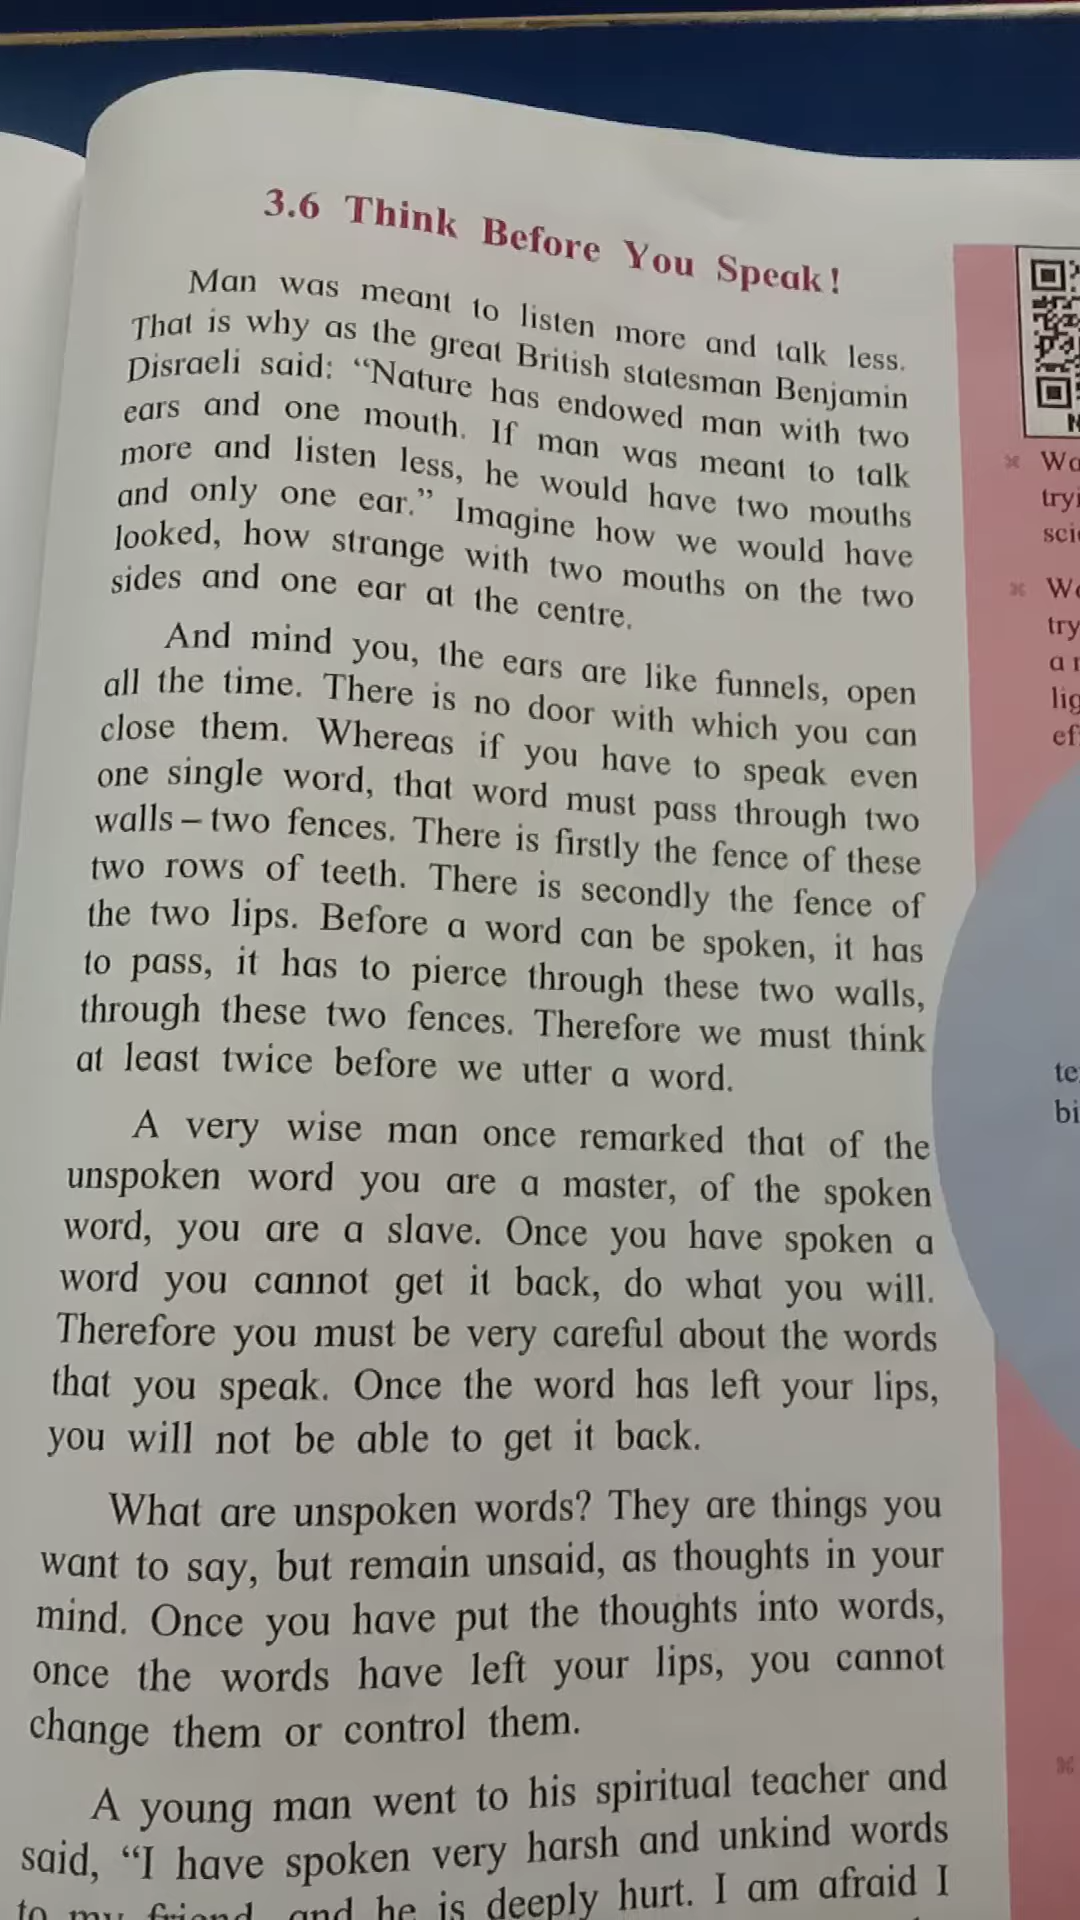 3.6 Think Before You Speak!
Man was meant to listen more and talk less.
That is why as the great British statesman Benjamin
Disraeli said: “Nature has endowed man with two
ears and one mouth. If man was meant to talk
more and listen less, he would have two mouths
and only one ear.” Imagine how we would have
looked, how strange with two mouths on the two
sides and one ear at the centre.
And mind you, the ears are like funnels, open
all the time. There is no door with which you can
close them. Whereas if you have to speak even
one single word, that word must pass through two
walls – two fences. There is firstly the fence of these
two rows of teeth. There is secondly the fence of
the two lips. Before a word can be spoken, it has
to pass, it has to pierce through these two walls,
through these two fences. Therefore we must think
at least twice before we utter a word.
A very wise man once remarked that of the
unspoken word you are a master, of the spoken
word, you are a slave. Once you have spoken a
word you cannot get it back, do what you will.
Therefore you must be very careful about the words
that you speak. Once the word has left your lips,
you will not be able to get it back.
What are unspoken words? They are things you
want to say, but remain unsaid, as thoughts in your
mind. Once you have put the thoughts into words,
once the words have left your lips, you cannot
change them or control them.
A young man went to his spiritual teacher and
said, “I have spoken very harsh and unkind words
to my friend and he is deeply hurt. I am afraid I